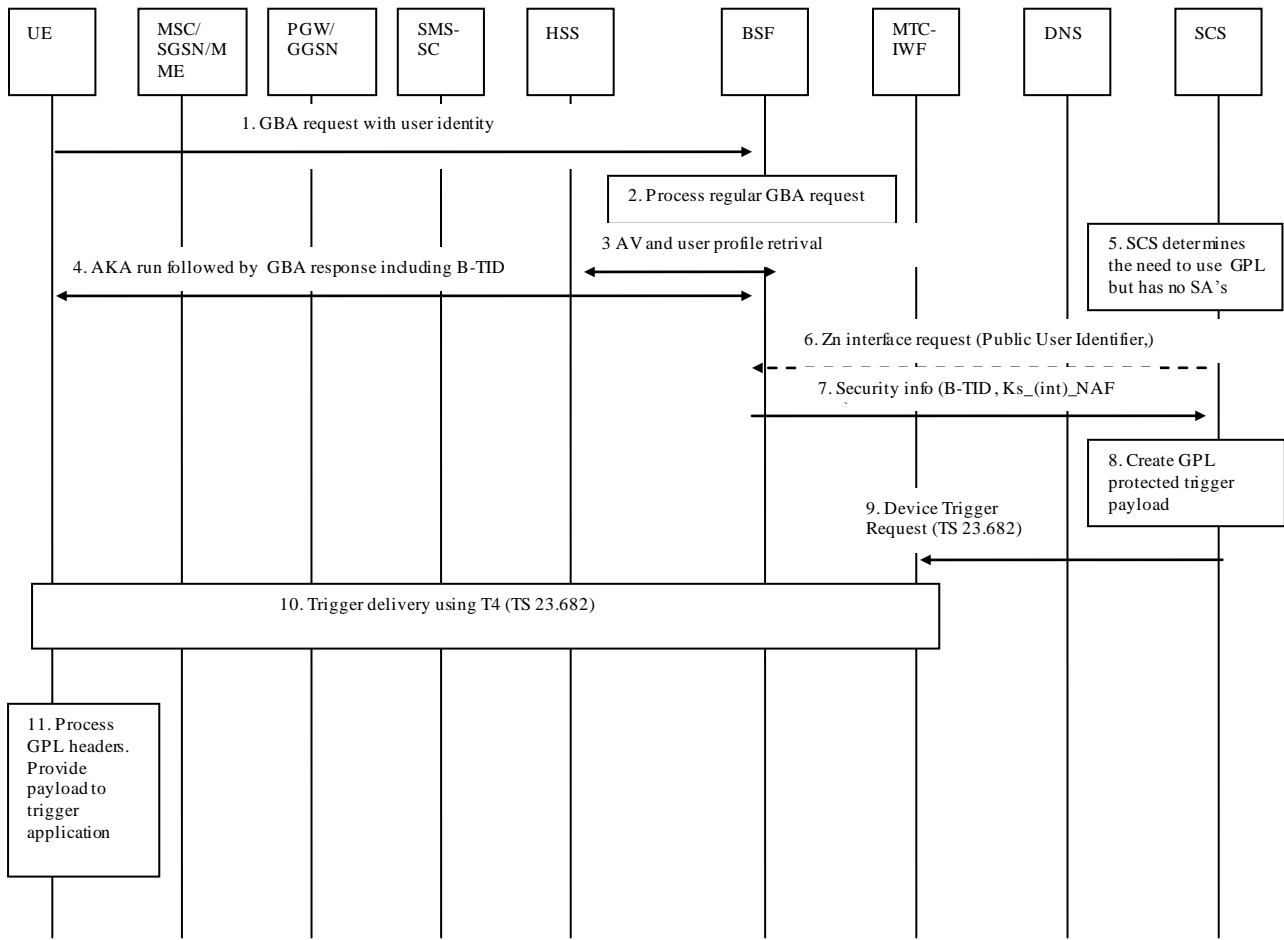 UE
MSC/
SGSN/M
ME
PGW/
GGSN
SMS-
SC
HSS
BSF
MTC-
IWF
DNS
SCS
1. GBA request with user identity
2. Process regular GBA request
3 AV and user profile retrival
4. AKA run followed by GBA response including B-TID
5. SCS determines
the need to use GPL
but has no SA's
6. Zn interface request (Public User Identifier,)
7. Security info (B-TID, Ks_(int)_NAF
8. Create GPL
protected trigger
payload
9. Device Trigger
Request (TS 23.682)
10. Trigger delivery using T4 (TS 23.682)
11. Process
GPL headers.
Provide
payload to
trigger
application